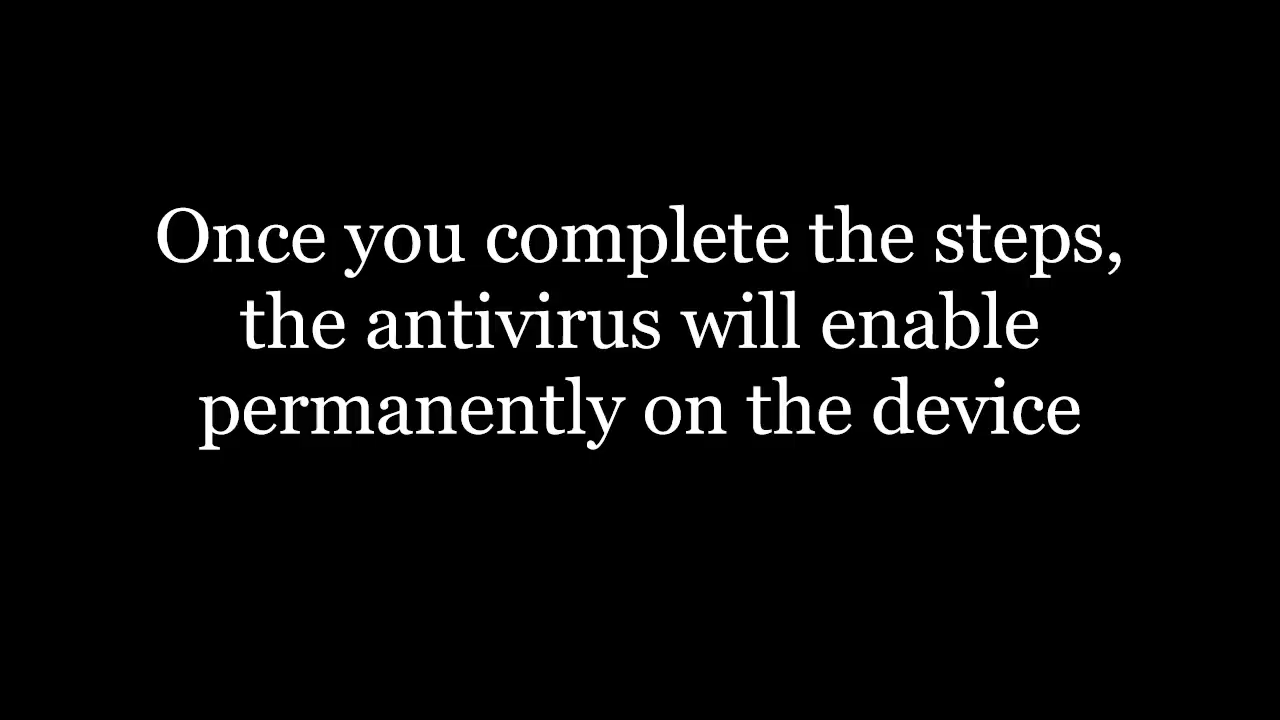 Once you complete the steps,
the antivirus will enable
permanently on the device